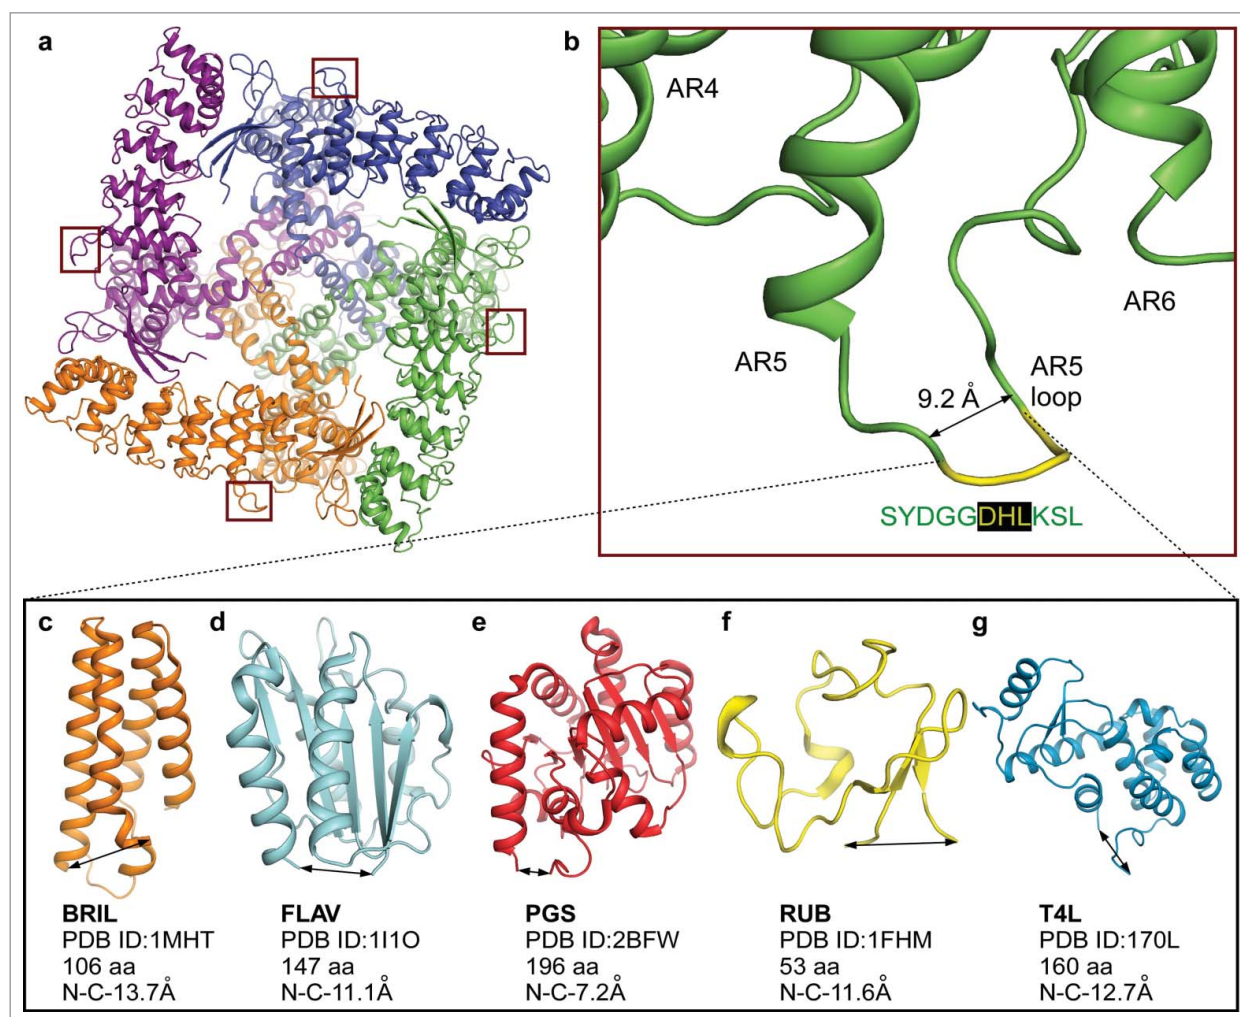 a
b
AR4
AR5
AR6
9.2 Å
AR5
loop
SYDGGDHLKSL
c
d
e
f
g
BRIL
PDB ID:1MHT
106 aa
N-C-13.7Å
FLAV
PDB ID:1I1O
147 aa
N-C-11.1Å
PGS
PDB ID:2BFW
196 aa
N-C-7.2Å
RUB
PDB ID:1FHM
53 aa
N-C-11.6Å
T4L
PDB ID:170L
160 aa
N-C-12.7Å